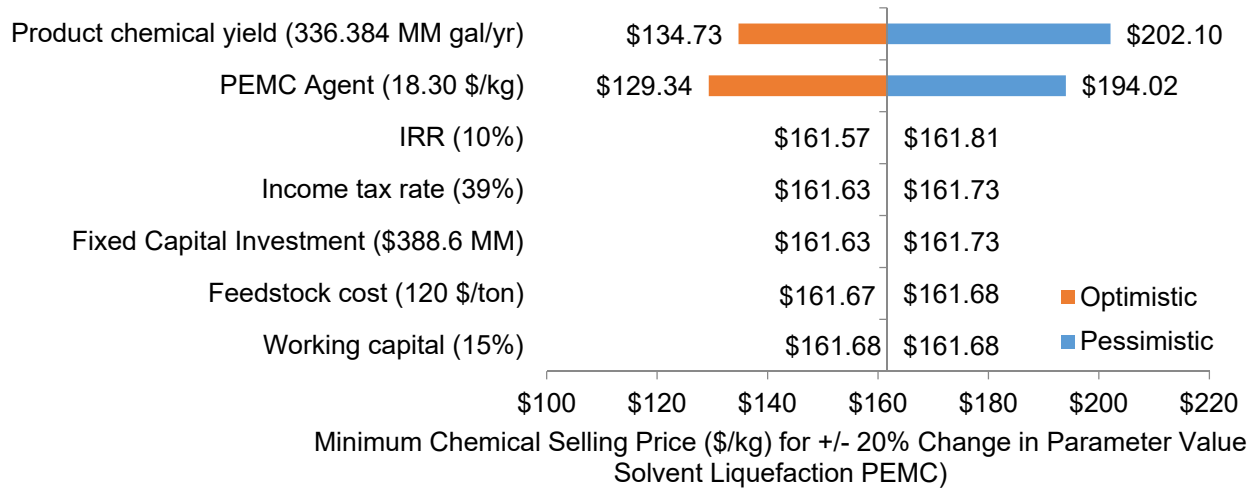 Product chemical yield (336.384 MM gal/yr) $134.73 $202.10
PEMC Agent (18.30 $/kg) $129.34 $194.02
IRR (10%) $161.57 $161.81
Income tax rate (39%) $161.63 $161.73
Fixed Capital Investment ($388.6 MM) $161.63 $161.73
Feedstock cost (120 $/ton) $161.67 $161.68 Optimistic
Working capital (15%) $161.68 $161.68 Pessimistic
$100 $120 $140 $160 $180 $200 $220
Minimum Chemical Selling Price ($/kg) for +/- 20% Change in Parameter Value
Solvent Liquefaction PEMC)